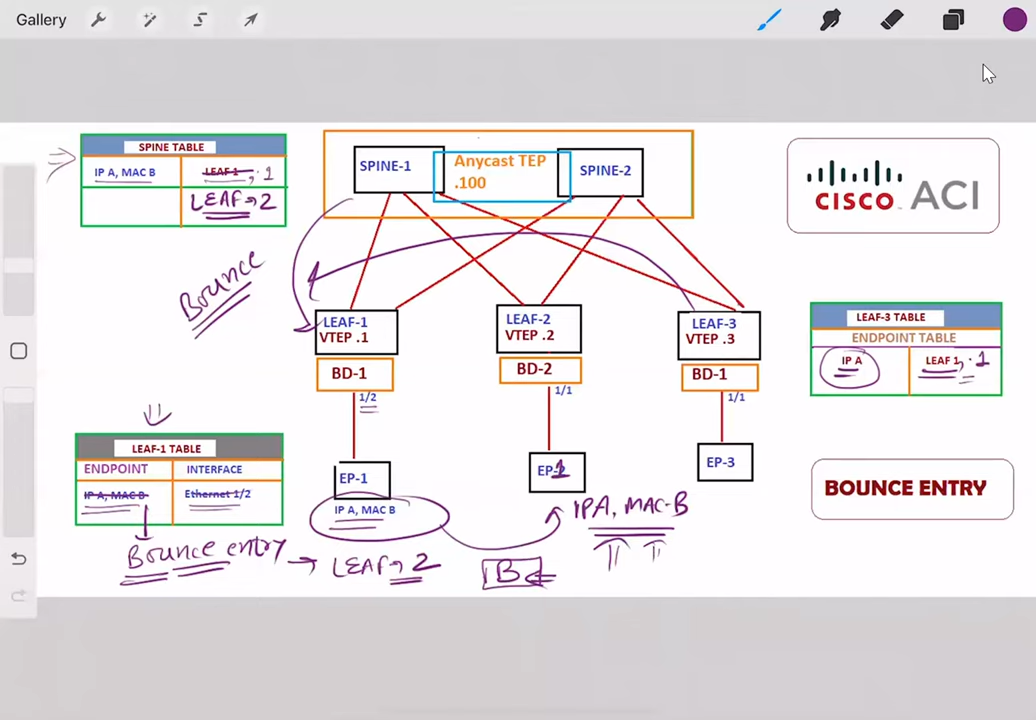 Gallery
SPINE TABLE
IP A, MAC B
LEAF 1, .1
LEAF-2
SPINE-1
Anycast TEP
.100
SPINE-2
CISCO ACI
Bounce
LEAF-1
VTEP .1
BD-1
1/2
LEAF-2
VTEP .2
BD-2
1/1
LEAF-3
VTEP .3
BD-1
1/1
LEAF-3 TABLE
ENDPOINT TABLE
IP A
LEAF 1, .1
LEAF-1 TABLE
ENDPOINT
INTERFACE
IP A, MAC B
Ethernet 1/2
EP-1
IP A, MAC B
EP-1
IPA, MAC-B
EP-3
BOUNCE ENTRY
Bounce entry → LEAF-2
B